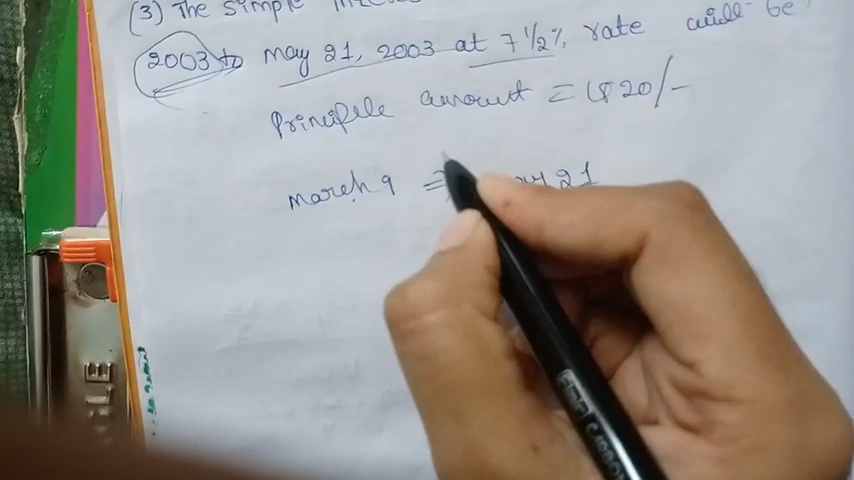 (3) The simple
2003 to May 21, 2003 at 7 1/2% rate will be
Principle amount = 1820/-
March 9 = 21